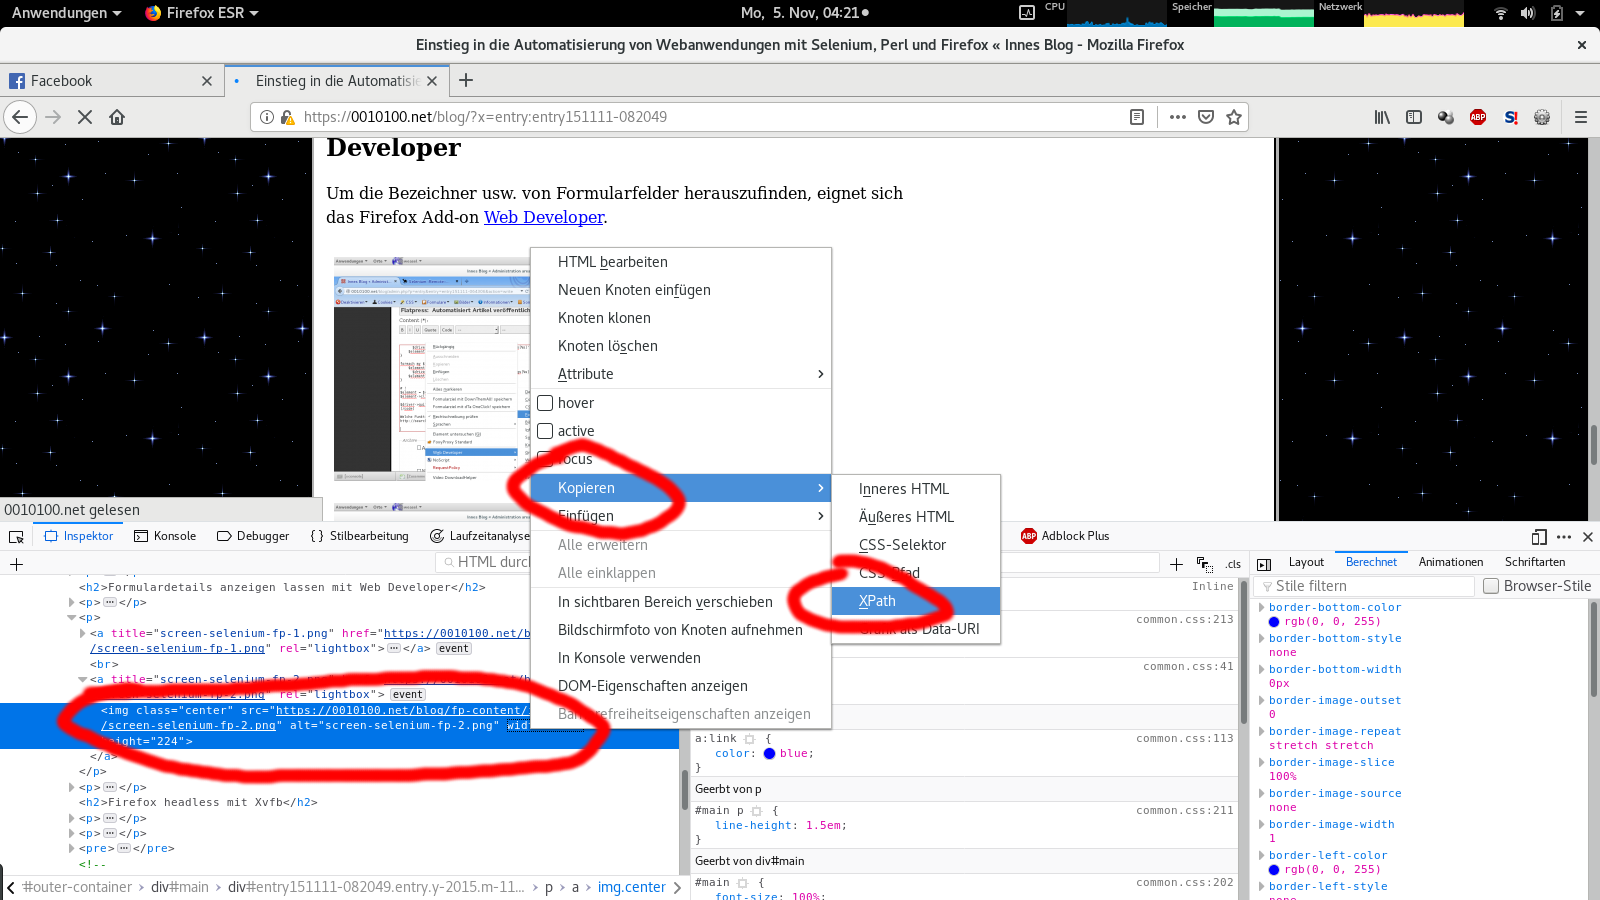 Anwendungen
Firefox ESR
Mo, 5. Nov, 04:21
CPU
Speicher
Netzwerk
Einstieg in die Automatisierung von Webanwendungen mit Selenium, Perl und Firefox « Innes Blog - Mozilla Firefox
Facebook
Einstieg in die Automatisie
https://0010100.net/blog/?x=entry:entry151111-082049
ABP
S!
Developer
Um die Bezeichner usw. von Formularfelder herauszufinden, eignet sich
das Firefox Add-on Web Developer.
HTML bearbeiten
Neuen Knoten einfügen
Knoten klonen
Knoten löschen
Attribute
hover
active
focus
Kopieren
Einfügen
Alle erweitern
Alle einklappen
In sichtbaren Bereich verschieben
Bildschirmfoto von Knoten aufnehmen
In Konsole verwenden
DOM-Eigenschaften anzeigen
Barrierefreiheitseigenschaften anzeigen
Inneres HTML
Äußeres HTML
CSS-Selektor
CSS-Pfad
XPath
Grafik als Data-URI
0010100.net gelesen
Inspektor
Konsole
Debugger
{ } Stilbearbeitung
Laufzeitanalyse
Adblock Plus
HTML durch
<h2>Formulardetails anzeigen lassen mit Web Developer</h2>
<p></p>
<p>
<a title="screen-selenium-fp-1.png" href="https://0010100.net/b
/screen-selenium-fp-1.png" rel="lightbox"></a> event
<br>
<a title="screen-selenium-fp-2.png"
screen-selenium-fp-2.png" rel="lightbox"> event
<img class="center" src="https://0010100.net/blog/fp-content/
/screen-selenium-fp-2.png" alt="screen-selenium-fp-2.png" widt
height="224">
</a>
</p>
<p></p>
<h2>Firefox headless mit Xvfb</h2>
<p></p>
<p></p>
<pre></pre>
<!--
#outer-container
div#main
div#entry151111-082049.entry.y-2015.m-11...
p
a
img.center
.cls
Inline
common.css:213
common.css:41
a:link {
common.css:113
color: blue;
}
Geerbt von p
#main p {
common.css:211
line-height: 1.5em;
}
Geerbt von div#main
#main {
common.css:202
font-size: 100%;
Layout
Berechnet
Animationen
Schriftarten
Stile filtern
Browser-Stile
border-bottom-color
rgb(0, 0, 255)
border-bottom-style
none
border-bottom-width
0px
border-image-outset
0
border-image-repeat
stretch stretch
border-image-slice
100%
border-image-source
none
border-image-width
1
border-left-color
rgb(0, 0, 255)
border-left-style
none